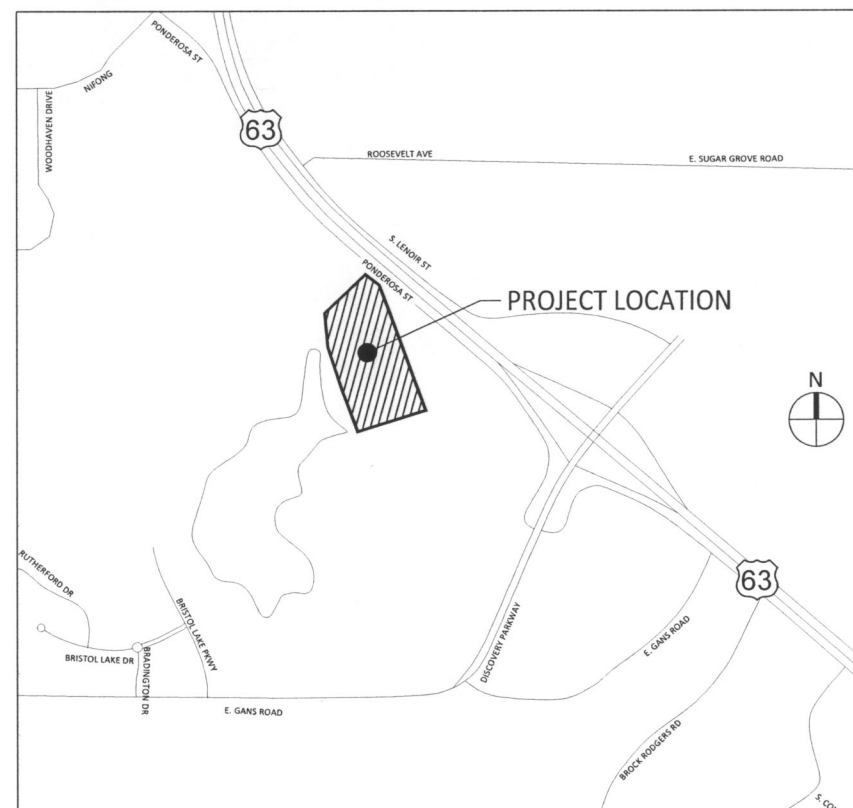 PONDEROSA ST
NIFONG
WOODHAVEN DRIVE
63
ROOSEVELT AVE
E. SUGAR GROVE ROAD
S. LENOIR ST
PONDEROSA ST
PROJECT LOCATION
N
RUTHERFORD DR
BRISTOL LAKE PKWY
BRISTOL LAKE DR
BRADINGTON DR
E. GANS ROAD
DISCOVERY PARKWAY
E. GANS ROAD
63
BROCK RODGERS RD